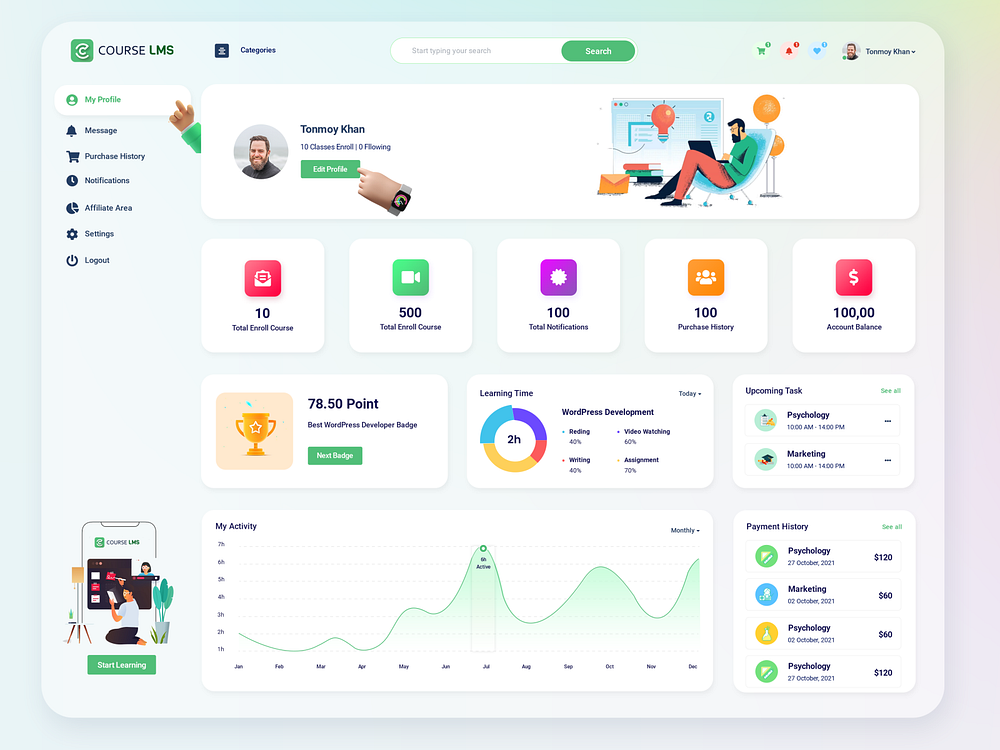 COURSE LMS
Categories
Start typing your search
Search
1
1
1
Tonmoy Khan
My Profile
Message
Purchase History
Notifications
Affiliate Area
Settings
Logout
Tonmoy Khan
10 Classes Enroll | 0 Fllowing
Edit Profile
10
Total Enroll Course
500
Total Enroll Course
100
Total Notifications
100
Purchase History
100,00
Account Balance
78.50 Point
Best WordPress Developer Badge
Next Badge
Learning Time
Today
2h
WordPress Development
Reding
40%
Video Watching
60%
Writing
40%
Assignment
70%
Upcoming Task
See all
Psychology
10:00 AM - 14:00 PM
Marketing
10:00 AM - 14:00 PM
COURSE LMS
Start Learning
My Activity
Monthly
7h
6h
5h
4h
3h
2h
1h
6h
Active
Jan Feb Mar Apr May Jun Jul Aug Sep Oct Nov Dec
Payment History
See all
Psychology
27 October, 2021
$120
Marketing
02 October, 2021
$60
Psychology
02 October, 2021
$60
Psychology
27 October, 2021
$120